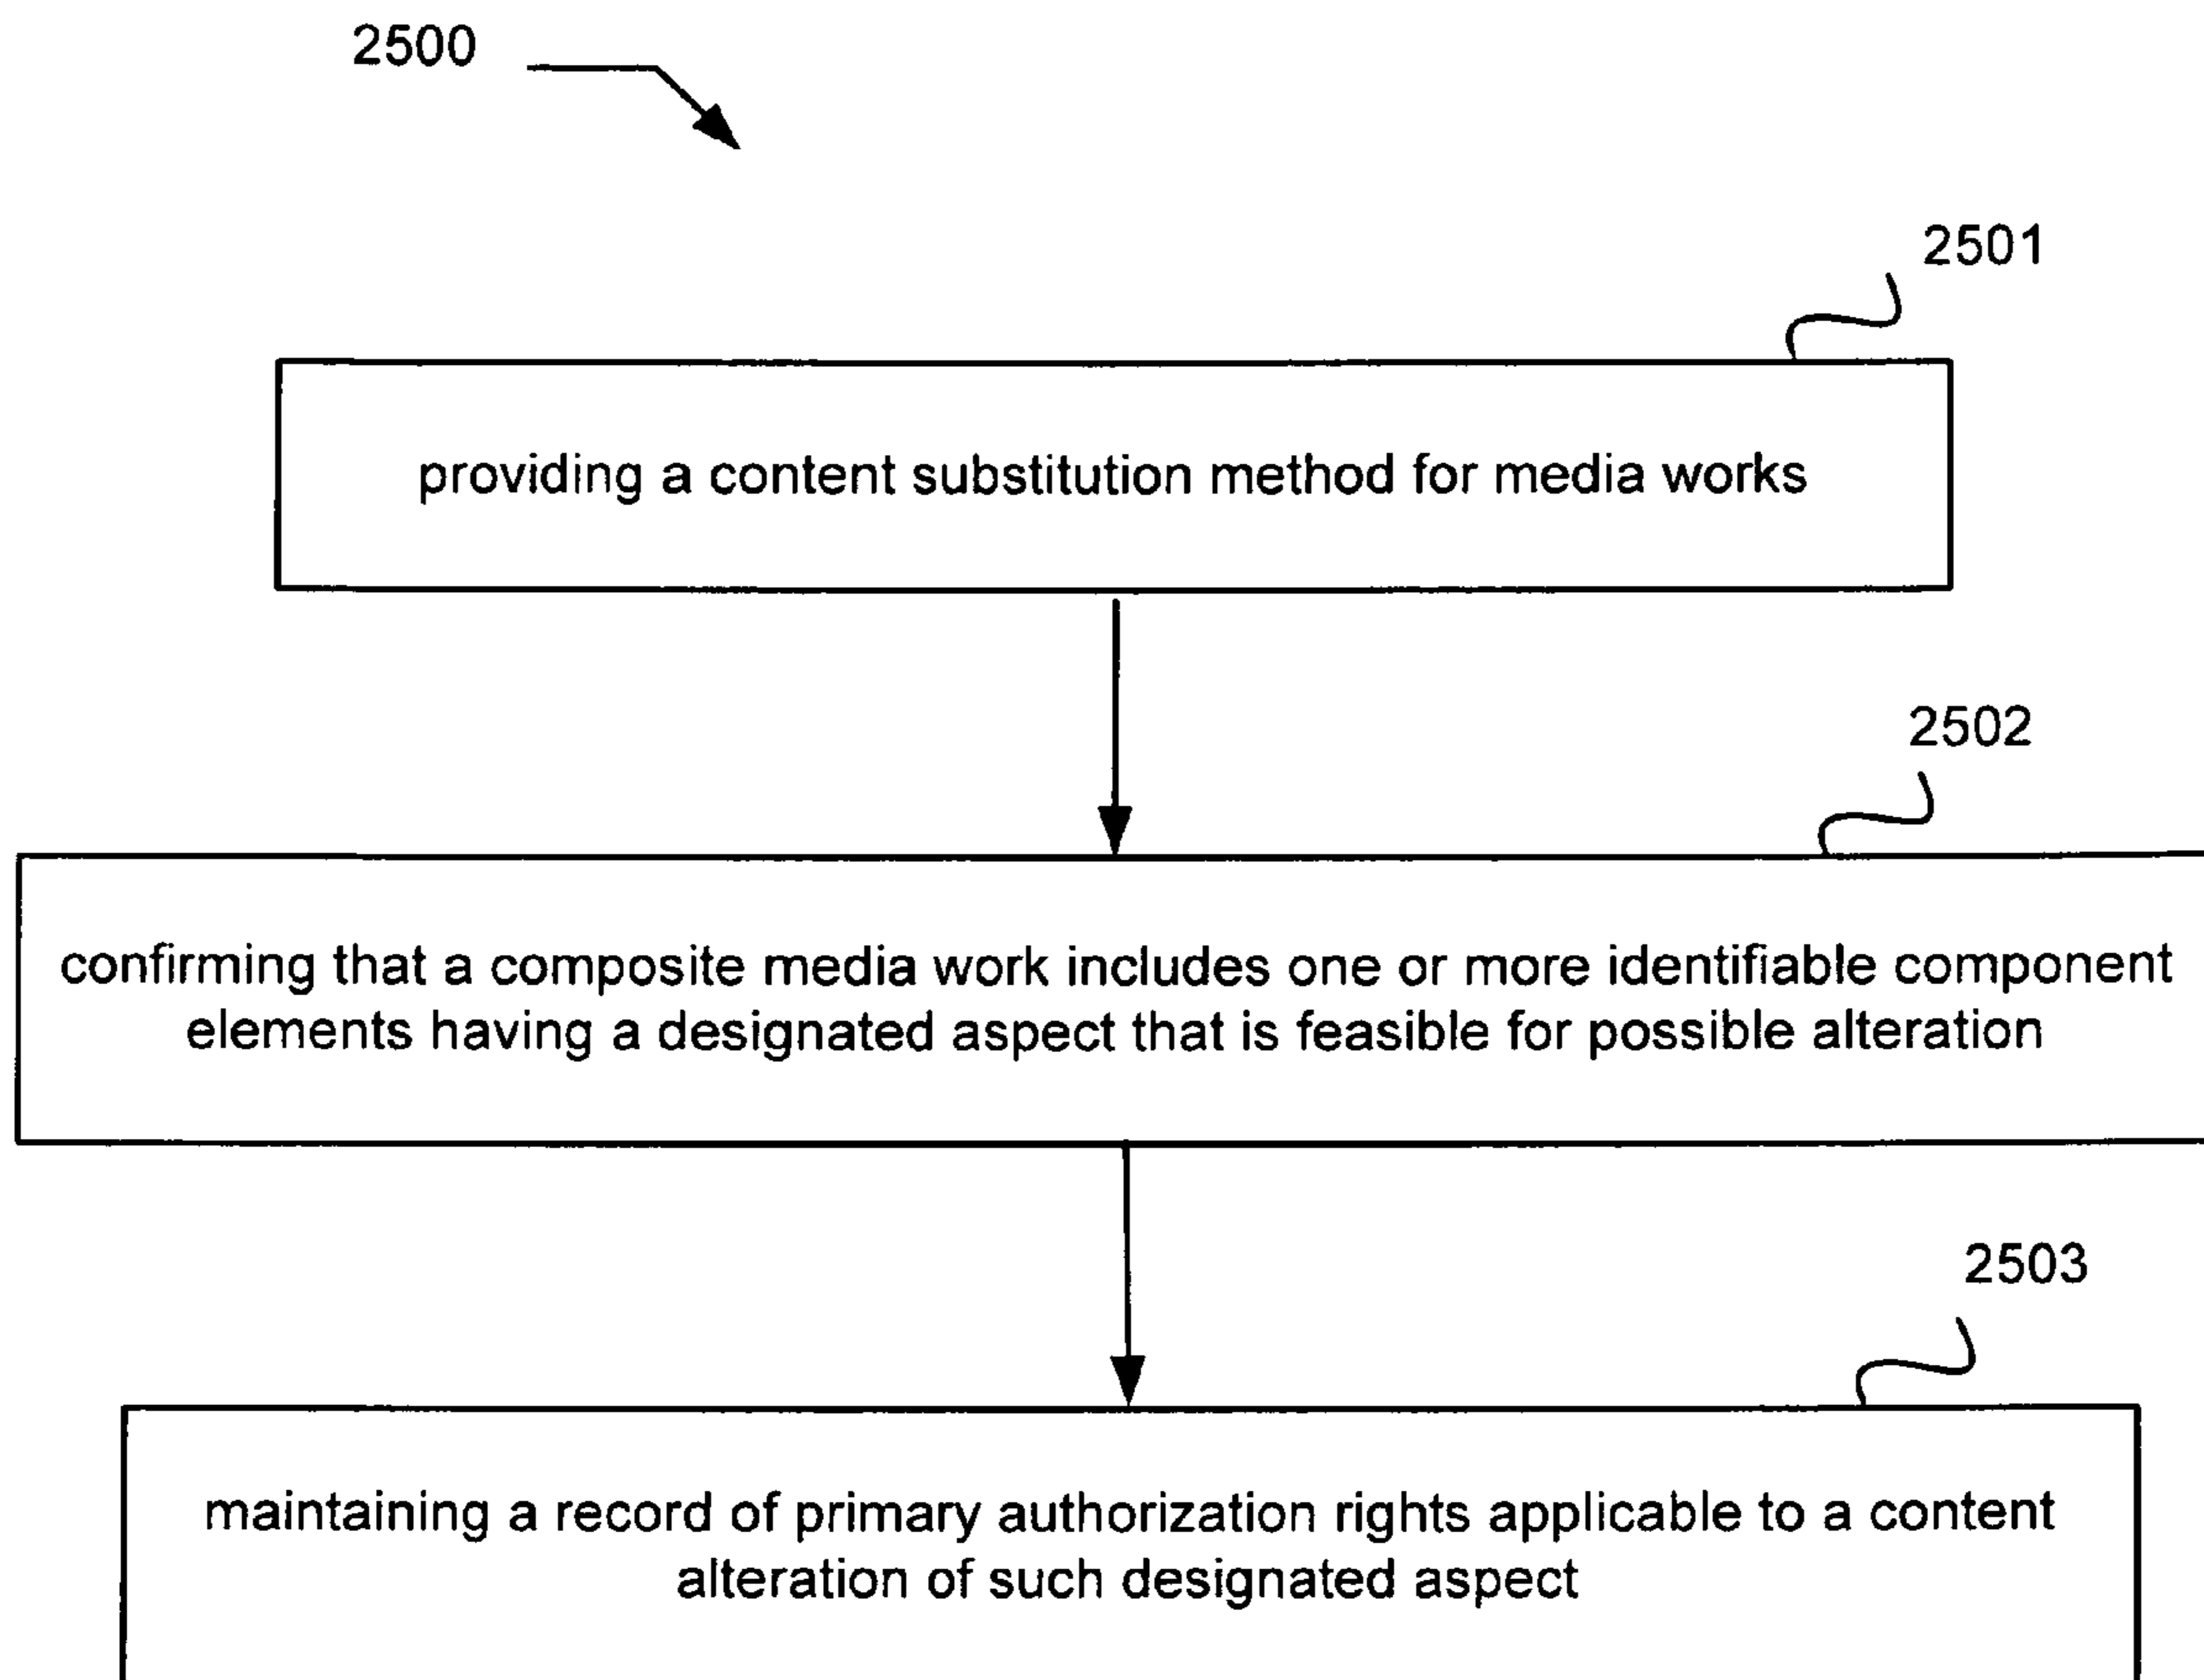 2500
2501
providing a content substitution method for media works
2502
confirming that a composite media work includes one or more identifiable component
elements having a designated aspect that is feasible for possible alteration
2503
maintaining a record of primary authorization rights applicable to a content
alteration of such designated aspect